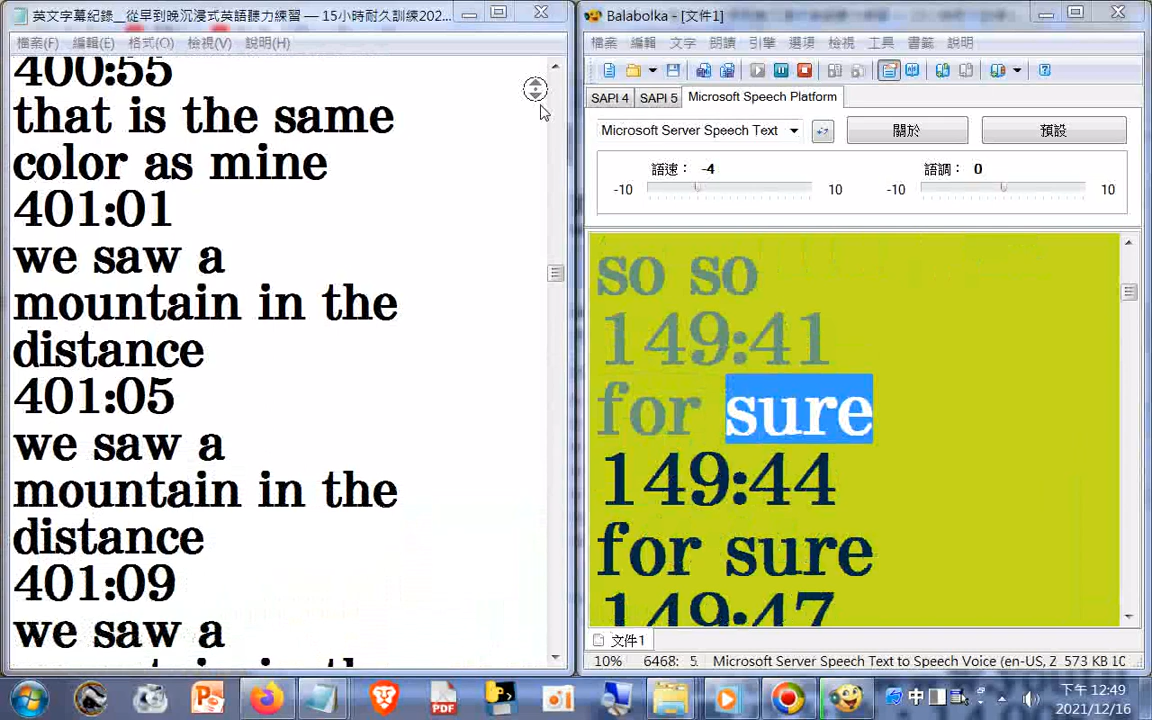 英文字幕紀錄__從早到晚沉浸式英語聽力練習 — 15小時耐久訓練202...
檔案(F) 編輯(E) 格式(O) 檢視(V) 說明(H)
400:55
that is the same
color as mine
401:01
we saw a
mountain in the
distance
401:05
we saw a
mountain in the
distance
401:09
we saw a
mountain in the
Balabolka - [文件1]
檔案 編輯 文字 朗讀 引擎 選項 檢視 工具 書籤 說明
SAPI 4 SAPI 5 Microsoft Speech Platform
Microsoft Server Speech Text 關於 預設
語速： -4 語調： 0
-10 10 -10 10
so so
149:41
for sure
149:44
for sure
149:47
文件1
10% 6468: 5. Microsoft Server Speech Text to Speech Voice (en-US, Z 573 KB 10
PDF 中 下午 12:49
2021/12/16